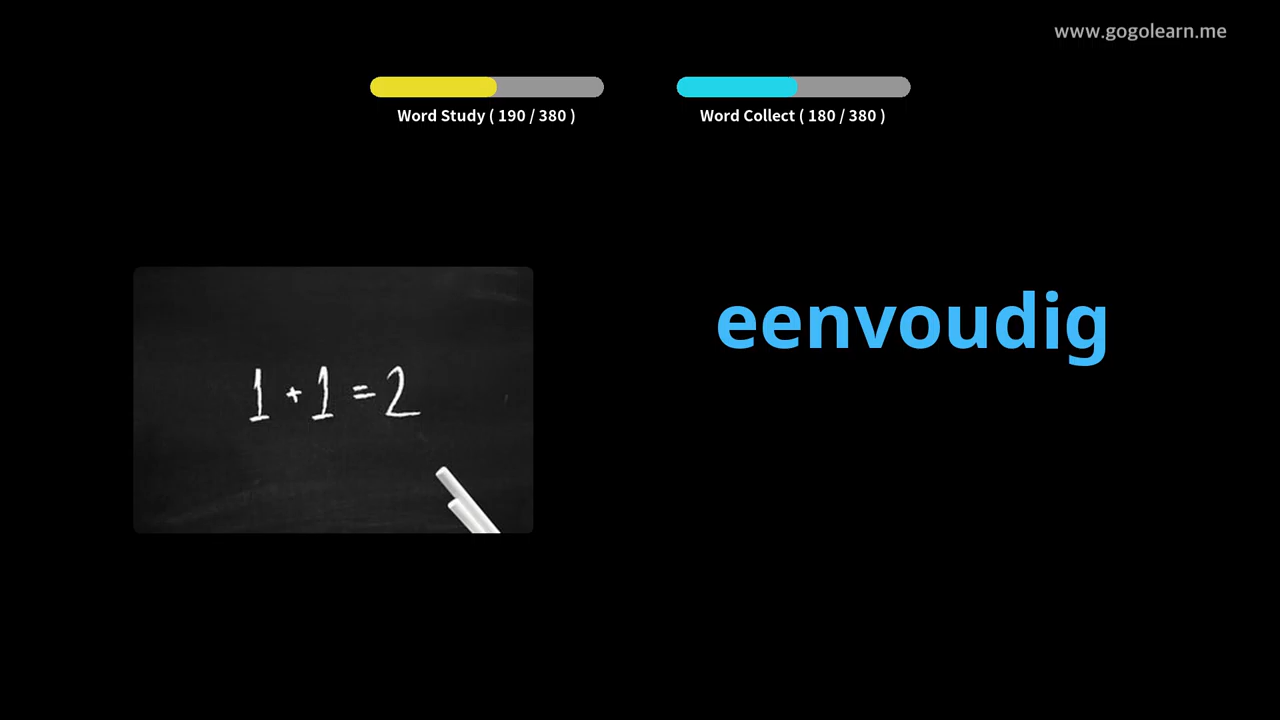 www.gogolearn.me
Word Study ( 190 / 380 )
Word Collect ( 180 / 380 )
eenvoudig
1 + 1 = 2